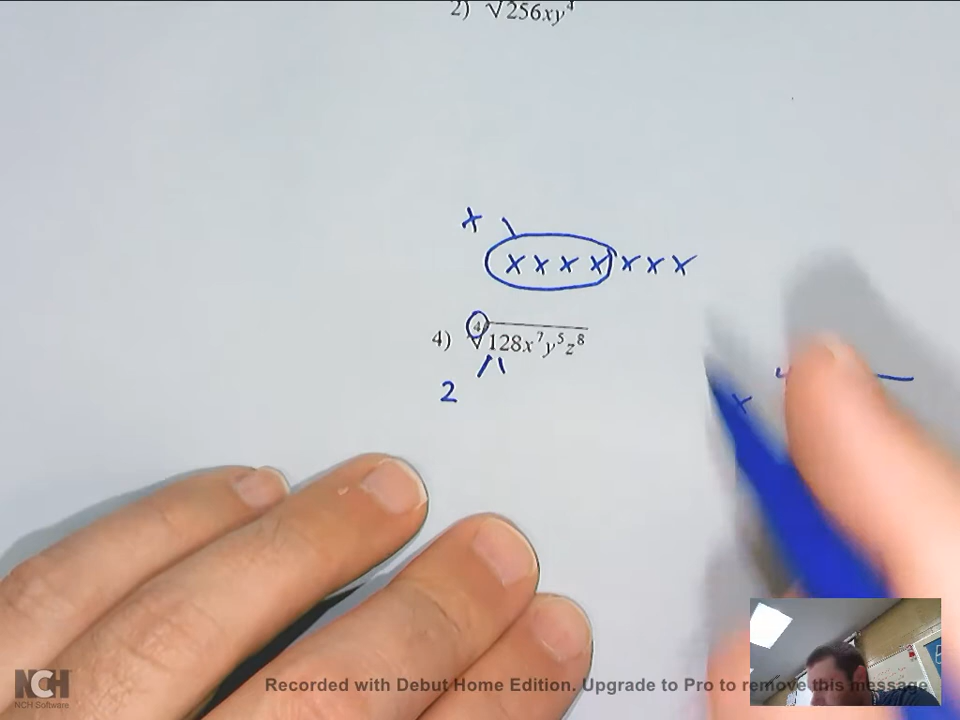 2) √256xy⁴
x
x x x x x x x
4) ⁴√128x⁷y⁵z⁸
2
x
NCH
NCH Software
Recorded with Debut Home Edition. Upgrade to Pro to remove this message